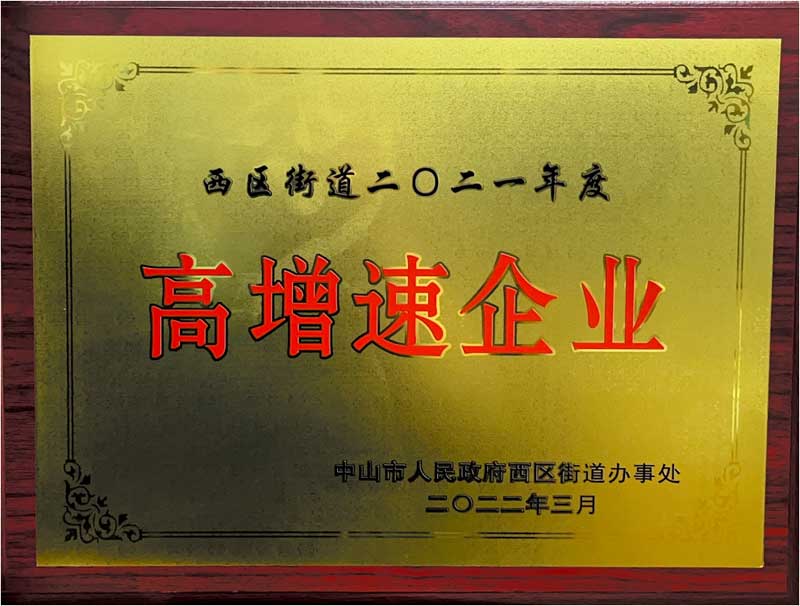 西区街道二〇二一年度
高增速企业
中山市人民政府西区街道办事处
二〇二二年三月